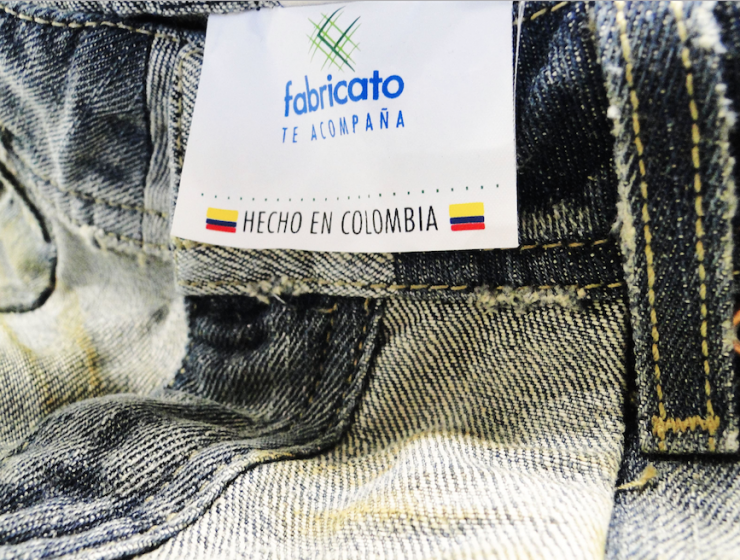 fabricato
TE ACOMPAÑA
HECHO EN COLOMBIA